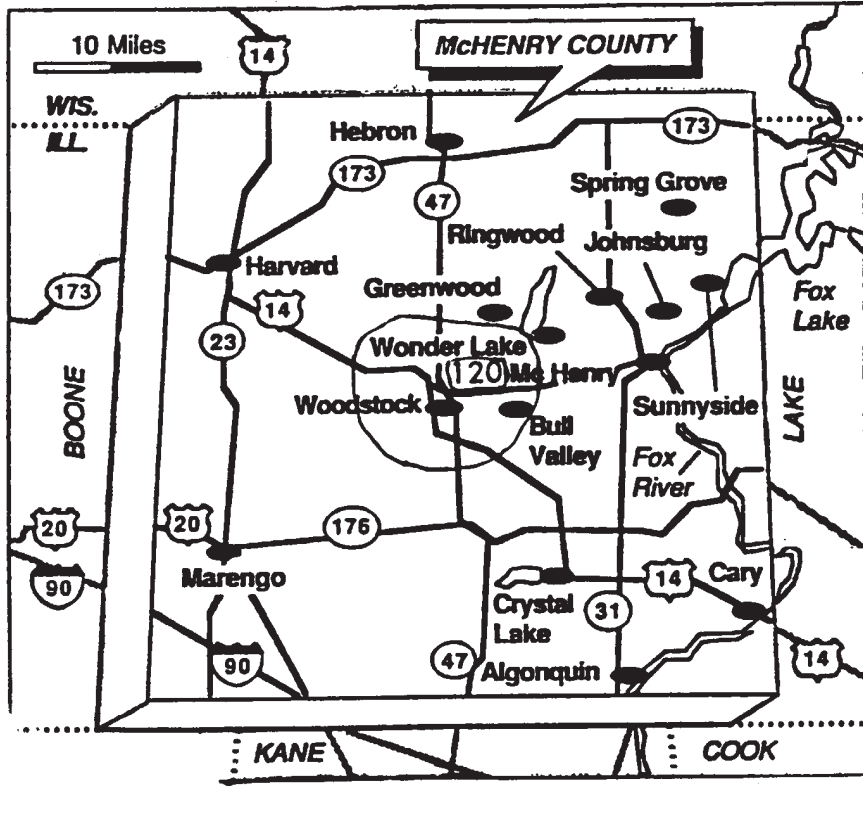 10 Miles
14
McHENRY COUNTY
WIS.
ILL.
Hebron
173
173
47
Spring Grove
Ringwood
Johnsburg
Harvard
173
14
Greenwood
Fox
Lake
23
Wonder Lake
120
Mc Henry
BOONE
LAKE
Woodstock
Sunnyside
Bull
Valley
Fox
River
20
20
176
90
Marengo
14
Cary
Crystal
Lake
31
90
47
Algonquin
14
KANE
COOK